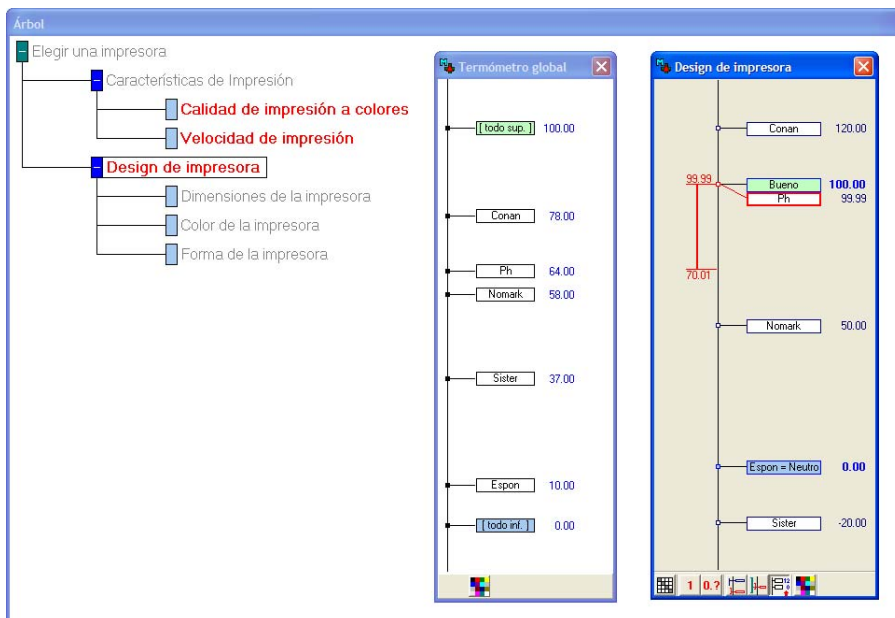 Árbol
Elegir una impresora
Características de Impresión
Calidad de impresión a colores
Velocidad de impresión
Design de impresora
Dimensiones de la impresora
Color de la impresora
Forma de la impresora
Termómetro global
[ todo sup. ] 100.00
Conan 78.00
Ph 64.00
Nomark 58.00
Sister 37.00
Espon 10.00
[ todo inf. ] 0.00
Design de impresora
Conan 120.00
99.99
Bueno 100.00
Ph 99.99
70.01
Nomark 50.00
Espon = Neutro 0.00
Sister -20.00
1 0.?